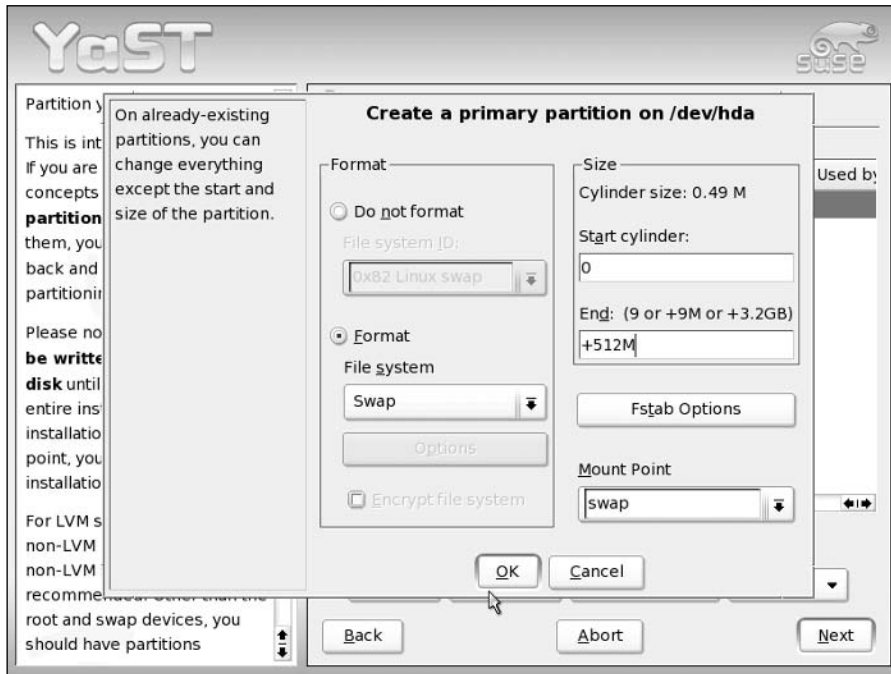 YaST
suse
Partition y
This is int
If you are
concepts
partition
them, you
back and
partitionin
Please no
be writte
disk until
entire ins
installatio
point, you
installatio
For LVM s
non-LVM
non-LVM
root and swap devices, you
should have partitions
On already-existing
partitions, you can
change everything
except the start and
size of the partition.
Create a primary partition on /dev/hda
Format
Do not format
File system ID:
0x82 Linux swap
Format
File system
Swap
Options
Encrypt file system
Size
Cylinder size: 0.49 M
Start cylinder:
0
End: (9 or +9M or +3.2GB)
+512M
Fstab Options
Mount Point
swap
OK
Cancel
Used by
Back
Abort
Next